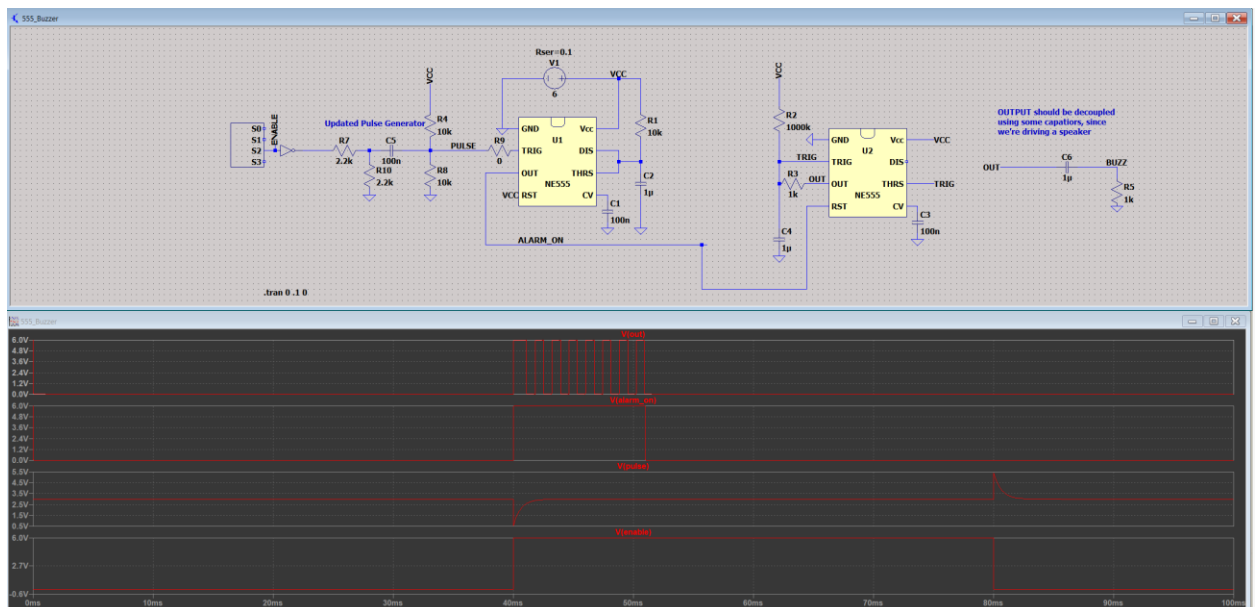 555_Buzzer
Rser=0.1
V1
VCC
6
VCC
R4
10k
Updated Pulse Generator
S0
S1
S2
S3
ENABLE
R7
2.2k
C5
100n
R10
2.2k
R8
10k
PULSE
R9
0
GND
Vcc
U1
TRIG
DIS
OUT
THRS
NE555
VCC
RST
CV
R1
10k
C2
1µ
C1
100n
ALARM_ON
VCC
R2
1000k
GND
Vcc
VCC
U2
TRIG
TRIG
DIS
R3
1k
OUT
OUT
THRS
TRIG
NE555
RST
CV
C4
1µ
C3
100n
OUTPUT should be decoupled
using some capatiors, since
we're driving a speaker
OUT
C6
1µ
BUZZ
R5
1k
.tran 0 .1 0
555_Buzzer
V(out)
6.0V
4.8V
3.6V
2.4V
1.2V
0.0V
V(alarm_on)
6.0V
4.8V
3.6V
2.4V
1.2V
0.0V
V(pulse)
5.5V
4.5V
3.5V
2.5V
1.5V
0.5V
V(enable)
6.0V
2.7V
-0.6V
0ms 10ms 20ms 30ms 40ms 50ms 60ms 70ms 80ms 90ms 100ms